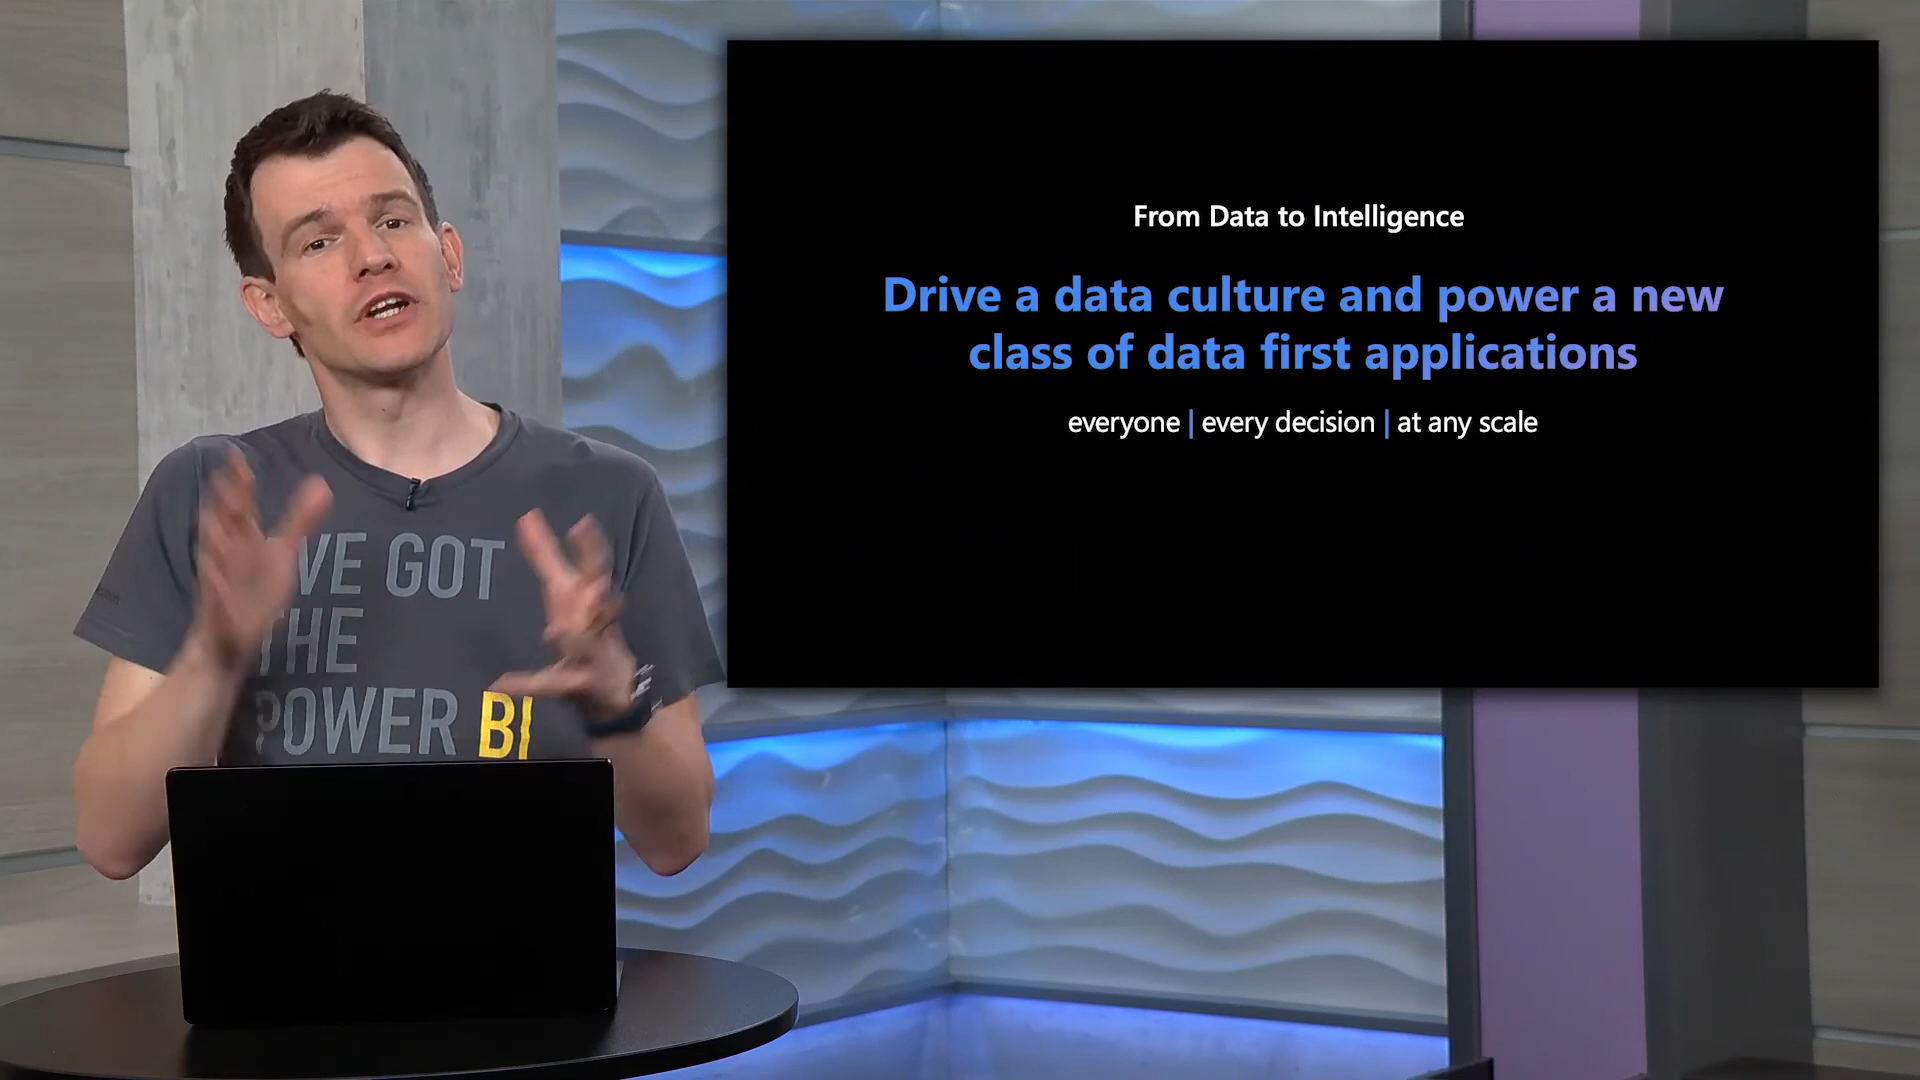 From Data to Intelligence
Drive a data culture and power a new
class of data first applications
everyone | every decision | at any scale
VE GOT
THE
POWER BI